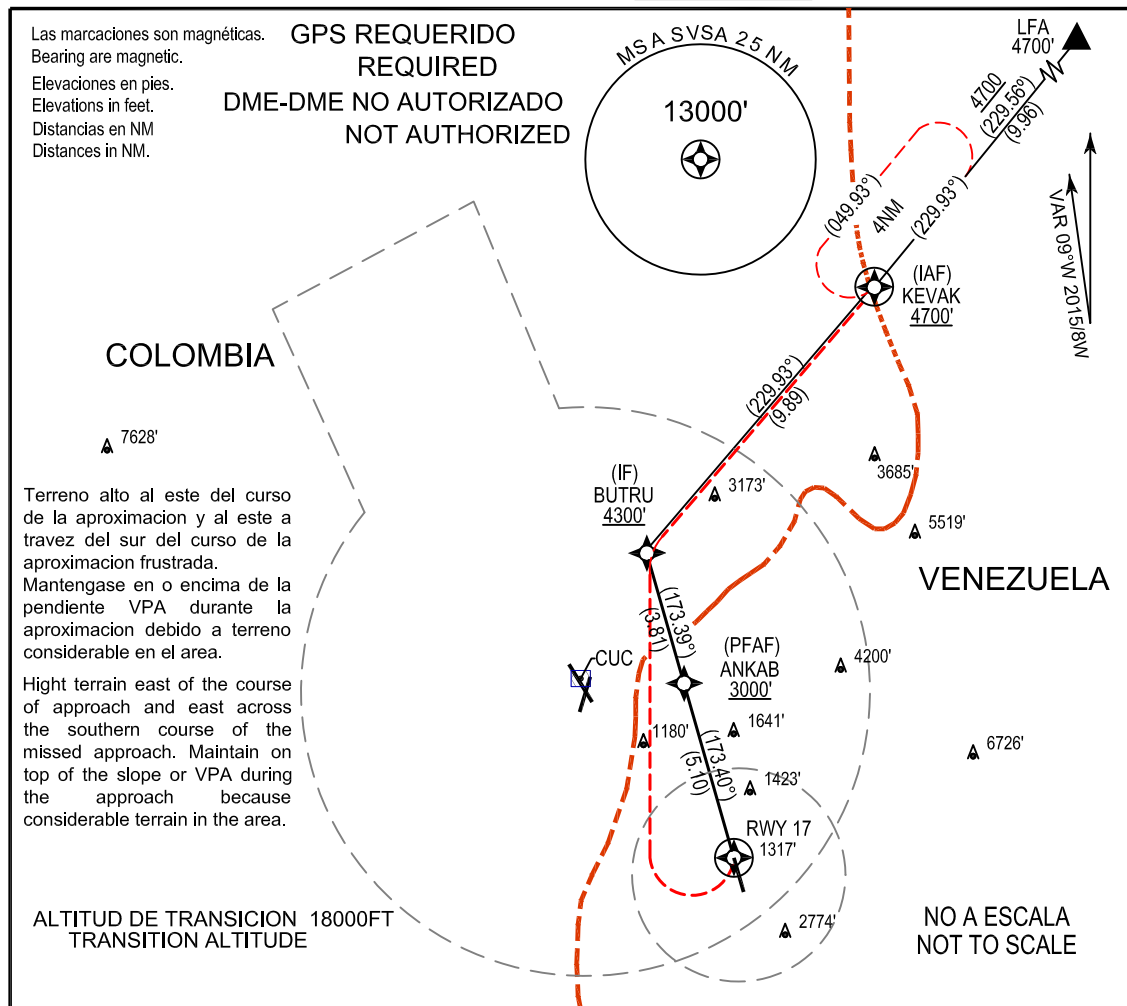 Las marcaciones son magnéticas.
Bearing are magnetic.
Elevaciones en pies.
Elevations in feet.
Distancias en NM
Distances in NM.
GPS REQUERIDO
REQUIRED
DME-DME NO AUTORIZADO
NOT AUTHORIZED
MSA SVSA 25 NM
13000'
LFA
4700'
4700
(229.56º)
(9.96)
(049.93°)
4NM
(229.93°)
VAR 09°W 2015/8W
(IAF)
KEVAK
4700'
COLOMBIA
(229.93°)
(9.89)
7628'
3685'
(IF)
BUTRU
4300'
3173'
5519'
Terreno alto al este del curso
de la aproximacion y al este a
travez del sur del curso de la
aproximacion frustrada.
Mantengase en o encima de la
pendiente VPA durante la
aproximacion debido a terreno
considerable en el area.
VENEZUELA
(173.39°)
(3.81)
CUC
(PFAF)
ANKAB
3000'
4200'
Hight terrain east of the course
of approach and east across
the southern course of the
missed approach. Maintain on
top of the slope or VPA during
the approach because
considerable terrain in the area.
1180'
1641'
6726'
(173.40°)
(5.10)
1423'
RWY 17
1317'
2774'
ALTITUD DE TRANSICION 18000FT
TRANSITION ALTITUDE
NO A ESCALA
NOT TO SCALE